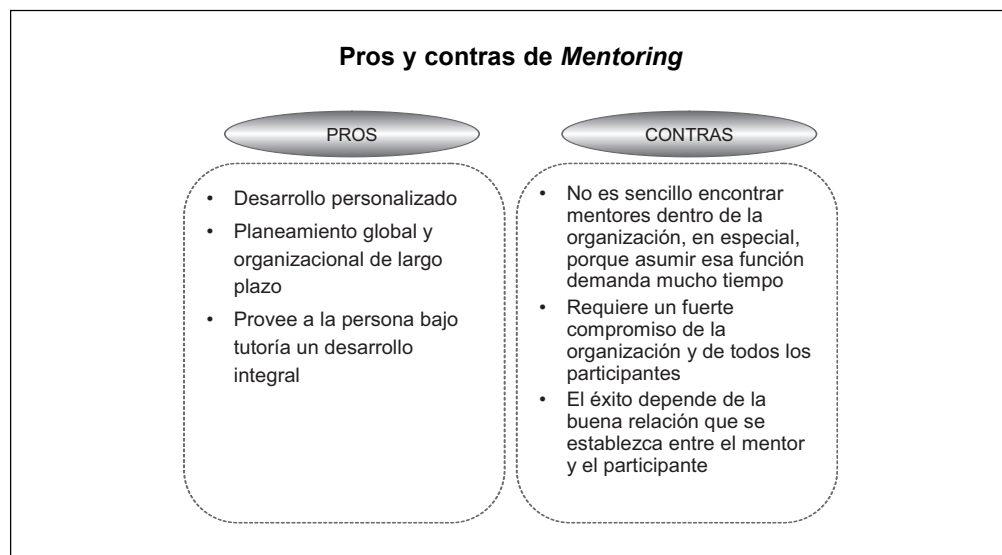 Pros y contras de Mentoring
PROS
• Desarrollo personalizado
• Planeamiento global y
organizacional de largo
plazo
• Provee a la persona bajo
tutoría un desarrollo
integral
CONTRAS
• No es sencillo encontrar
mentores dentro de la
organización, en especial,
porque asumir esa función
demanda mucho tiempo
• Requiere un fuerte
compromiso de la
organización y de todos los
participantes
• El éxito depende de la
buena relación que se
establezca entre el mentor
y el participante